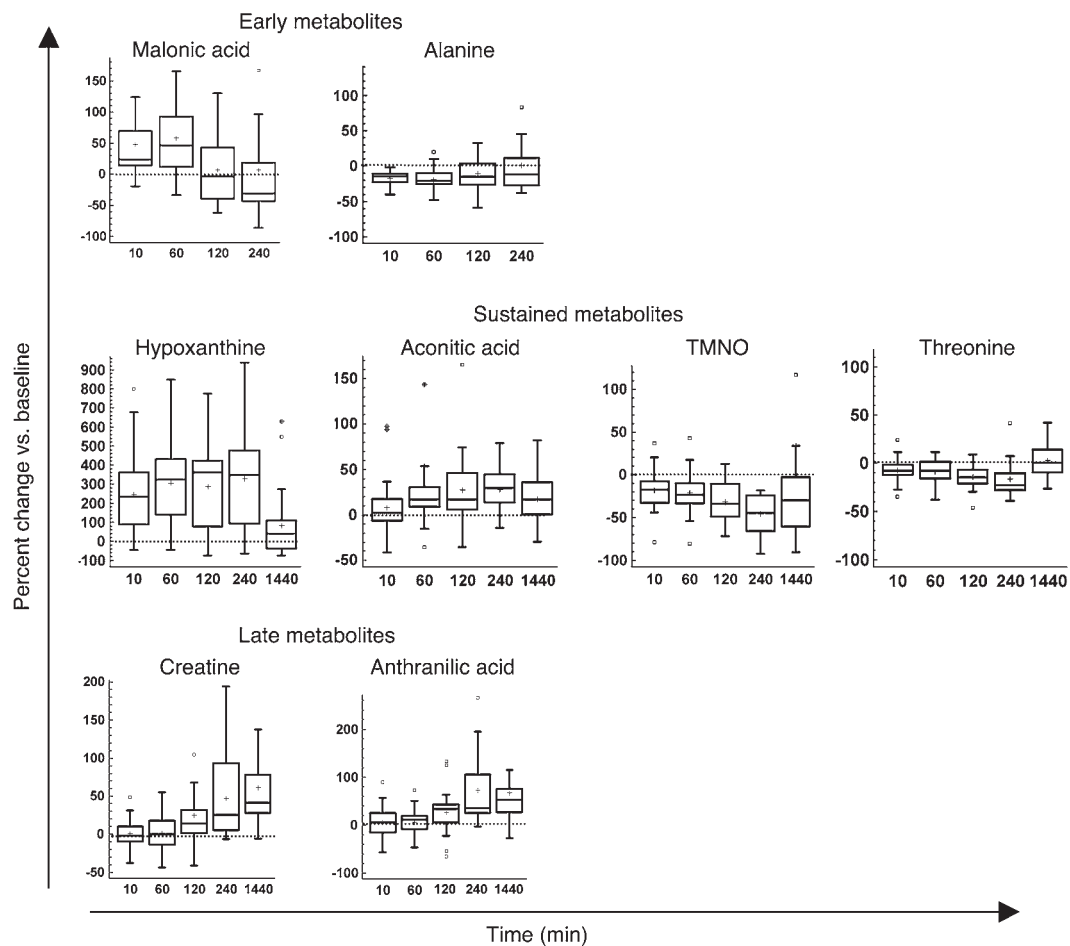 Early metabolites
Malonic acid
Alanine
150
100
50
0
-50
-100
10 60 120 240
100
50
0
-50
-100
10 60 120 240
Sustained metabolites
Hypoxanthine
Aconitic acid
TMNO
Threonine
900
800
700
600
500
400
300
200
100
0
-100
10 60 120 240 1440
150
100
50
0
-50
10 60 120 240 1440
100
50
0
-50
-100
10 60 120 240 1440
100
50
0
-50
-100
10 60 120 240 1440
Late metabolites
Creatine
Anthranilic acid
200
150
100
50
0
-50
10 60 120 240 1440
200
100
0
-100
10 60 120 240 1440
Percent change vs. baseline
Time (min)